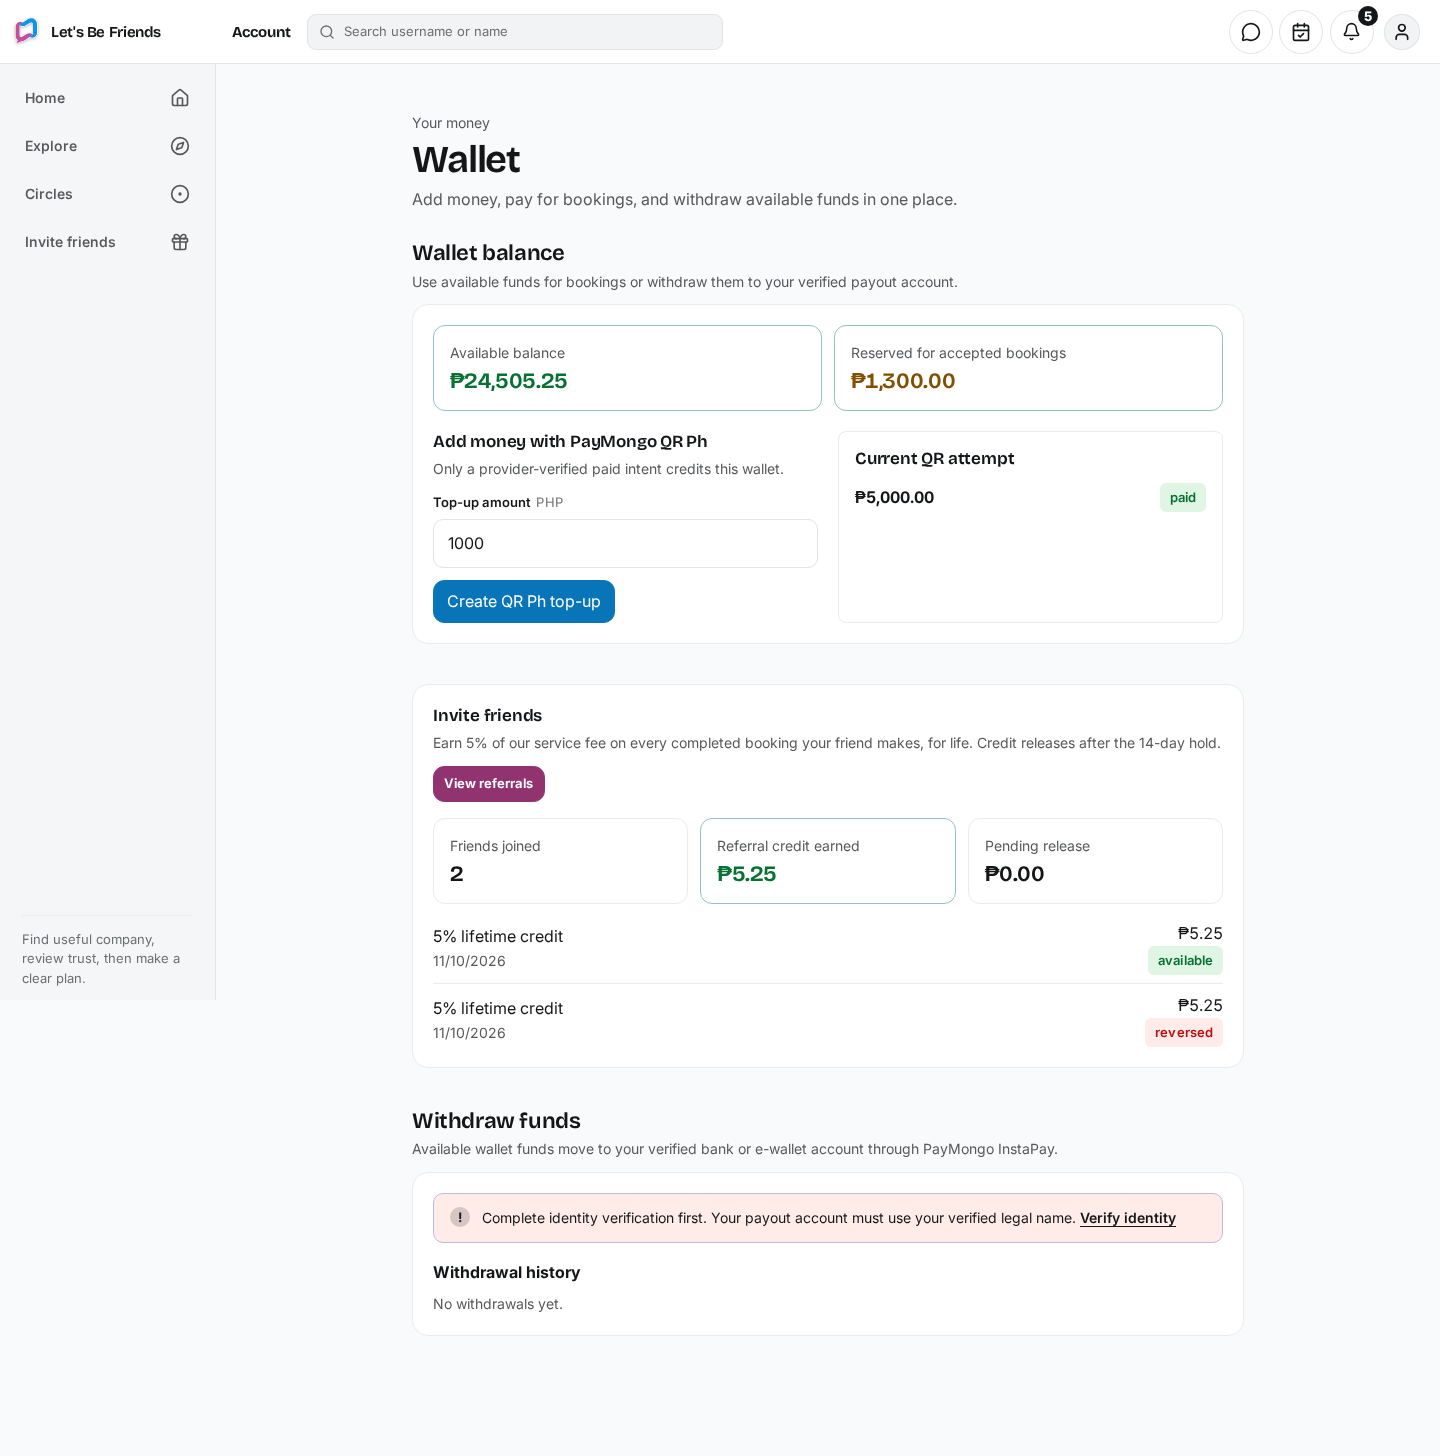 Let's Be Friends
Account
Search username or name
5
Home
Explore
Circles
Invite friends
Find useful company,
review trust, then make a
clear plan.
Your money
Wallet
Add money, pay for bookings, and withdraw available funds in one place.
Wallet balance
Use available funds for bookings or withdraw them to your verified payout account.
Available balance
₱24,505.25
Reserved for accepted bookings
₱1,300.00
Add money with PayMongo QR Ph
Only a provider-verified paid intent credits this wallet.
Top-up amount PHP
1000
Create QR Ph top-up
Current QR attempt
₱5,000.00
paid
Invite friends
Earn 5% of our service fee on every completed booking your friend makes, for life. Credit releases after the 14-day hold.
View referrals
Friends joined
2
Referral credit earned
₱5.25
Pending release
₱0.00
5% lifetime credit
11/10/2026
₱5.25
available
5% lifetime credit
11/10/2026
₱5.25
reversed
Withdraw funds
Available wallet funds move to your verified bank or e-wallet account through PayMongo InstaPay.
! Complete identity verification first. Your payout account must use your verified legal name. Verify identity
Withdrawal history
No withdrawals yet.